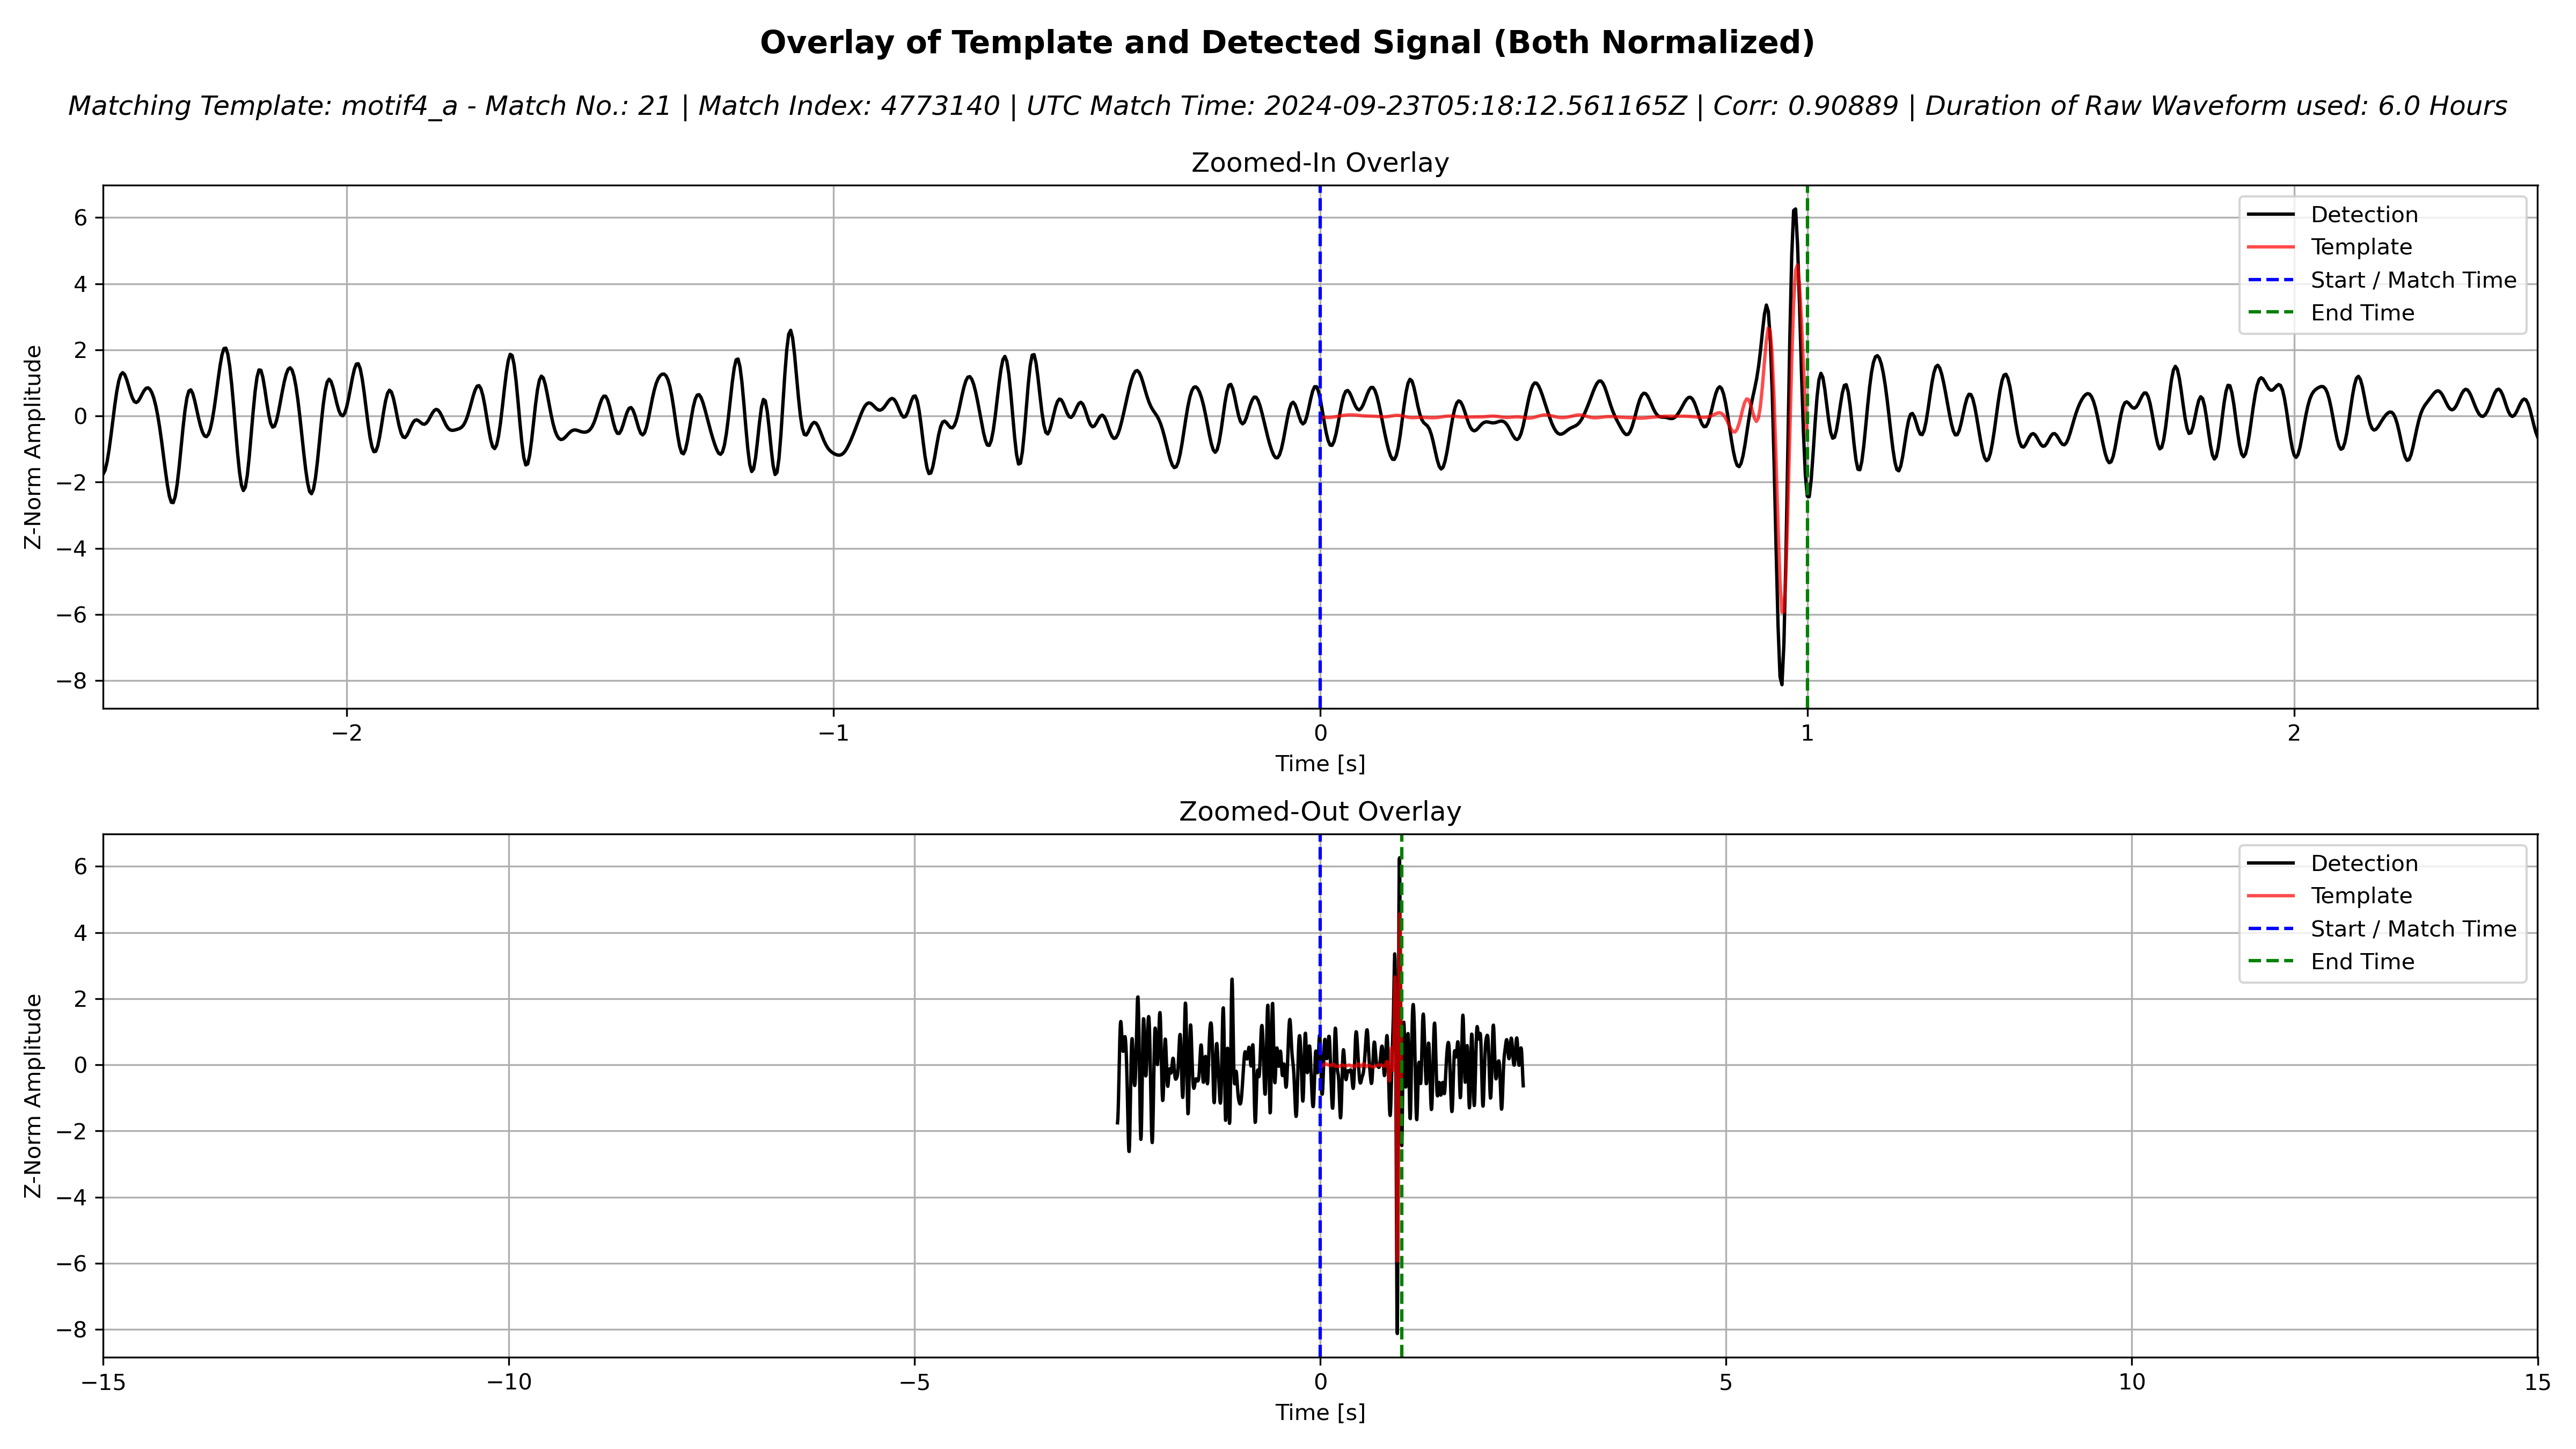 Overlay of Template and Detected Signal (Both Normalized)
Matching Template: motif4_a - Match No.: 21 | Match Index: 4773140 | UTC Match Time: 2024-09-23T05:18:12.561165Z | Corr: 0.90889 | Duration of Raw Waveform used: 6.0 Hours
Zoomed-In Overlay
Z-Norm Amplitude
6
4
2
0
−2
−4
−6
−8
Detection
Template
Start / Match Time
End Time
−2 −1 0 1 2
Time [s]
Zoomed-Out Overlay
Z-Norm Amplitude
6
4
2
0
−2
−4
−6
−8
Detection
Template
Start / Match Time
End Time
−15 −10 −5 0 5 10 15
Time [s]